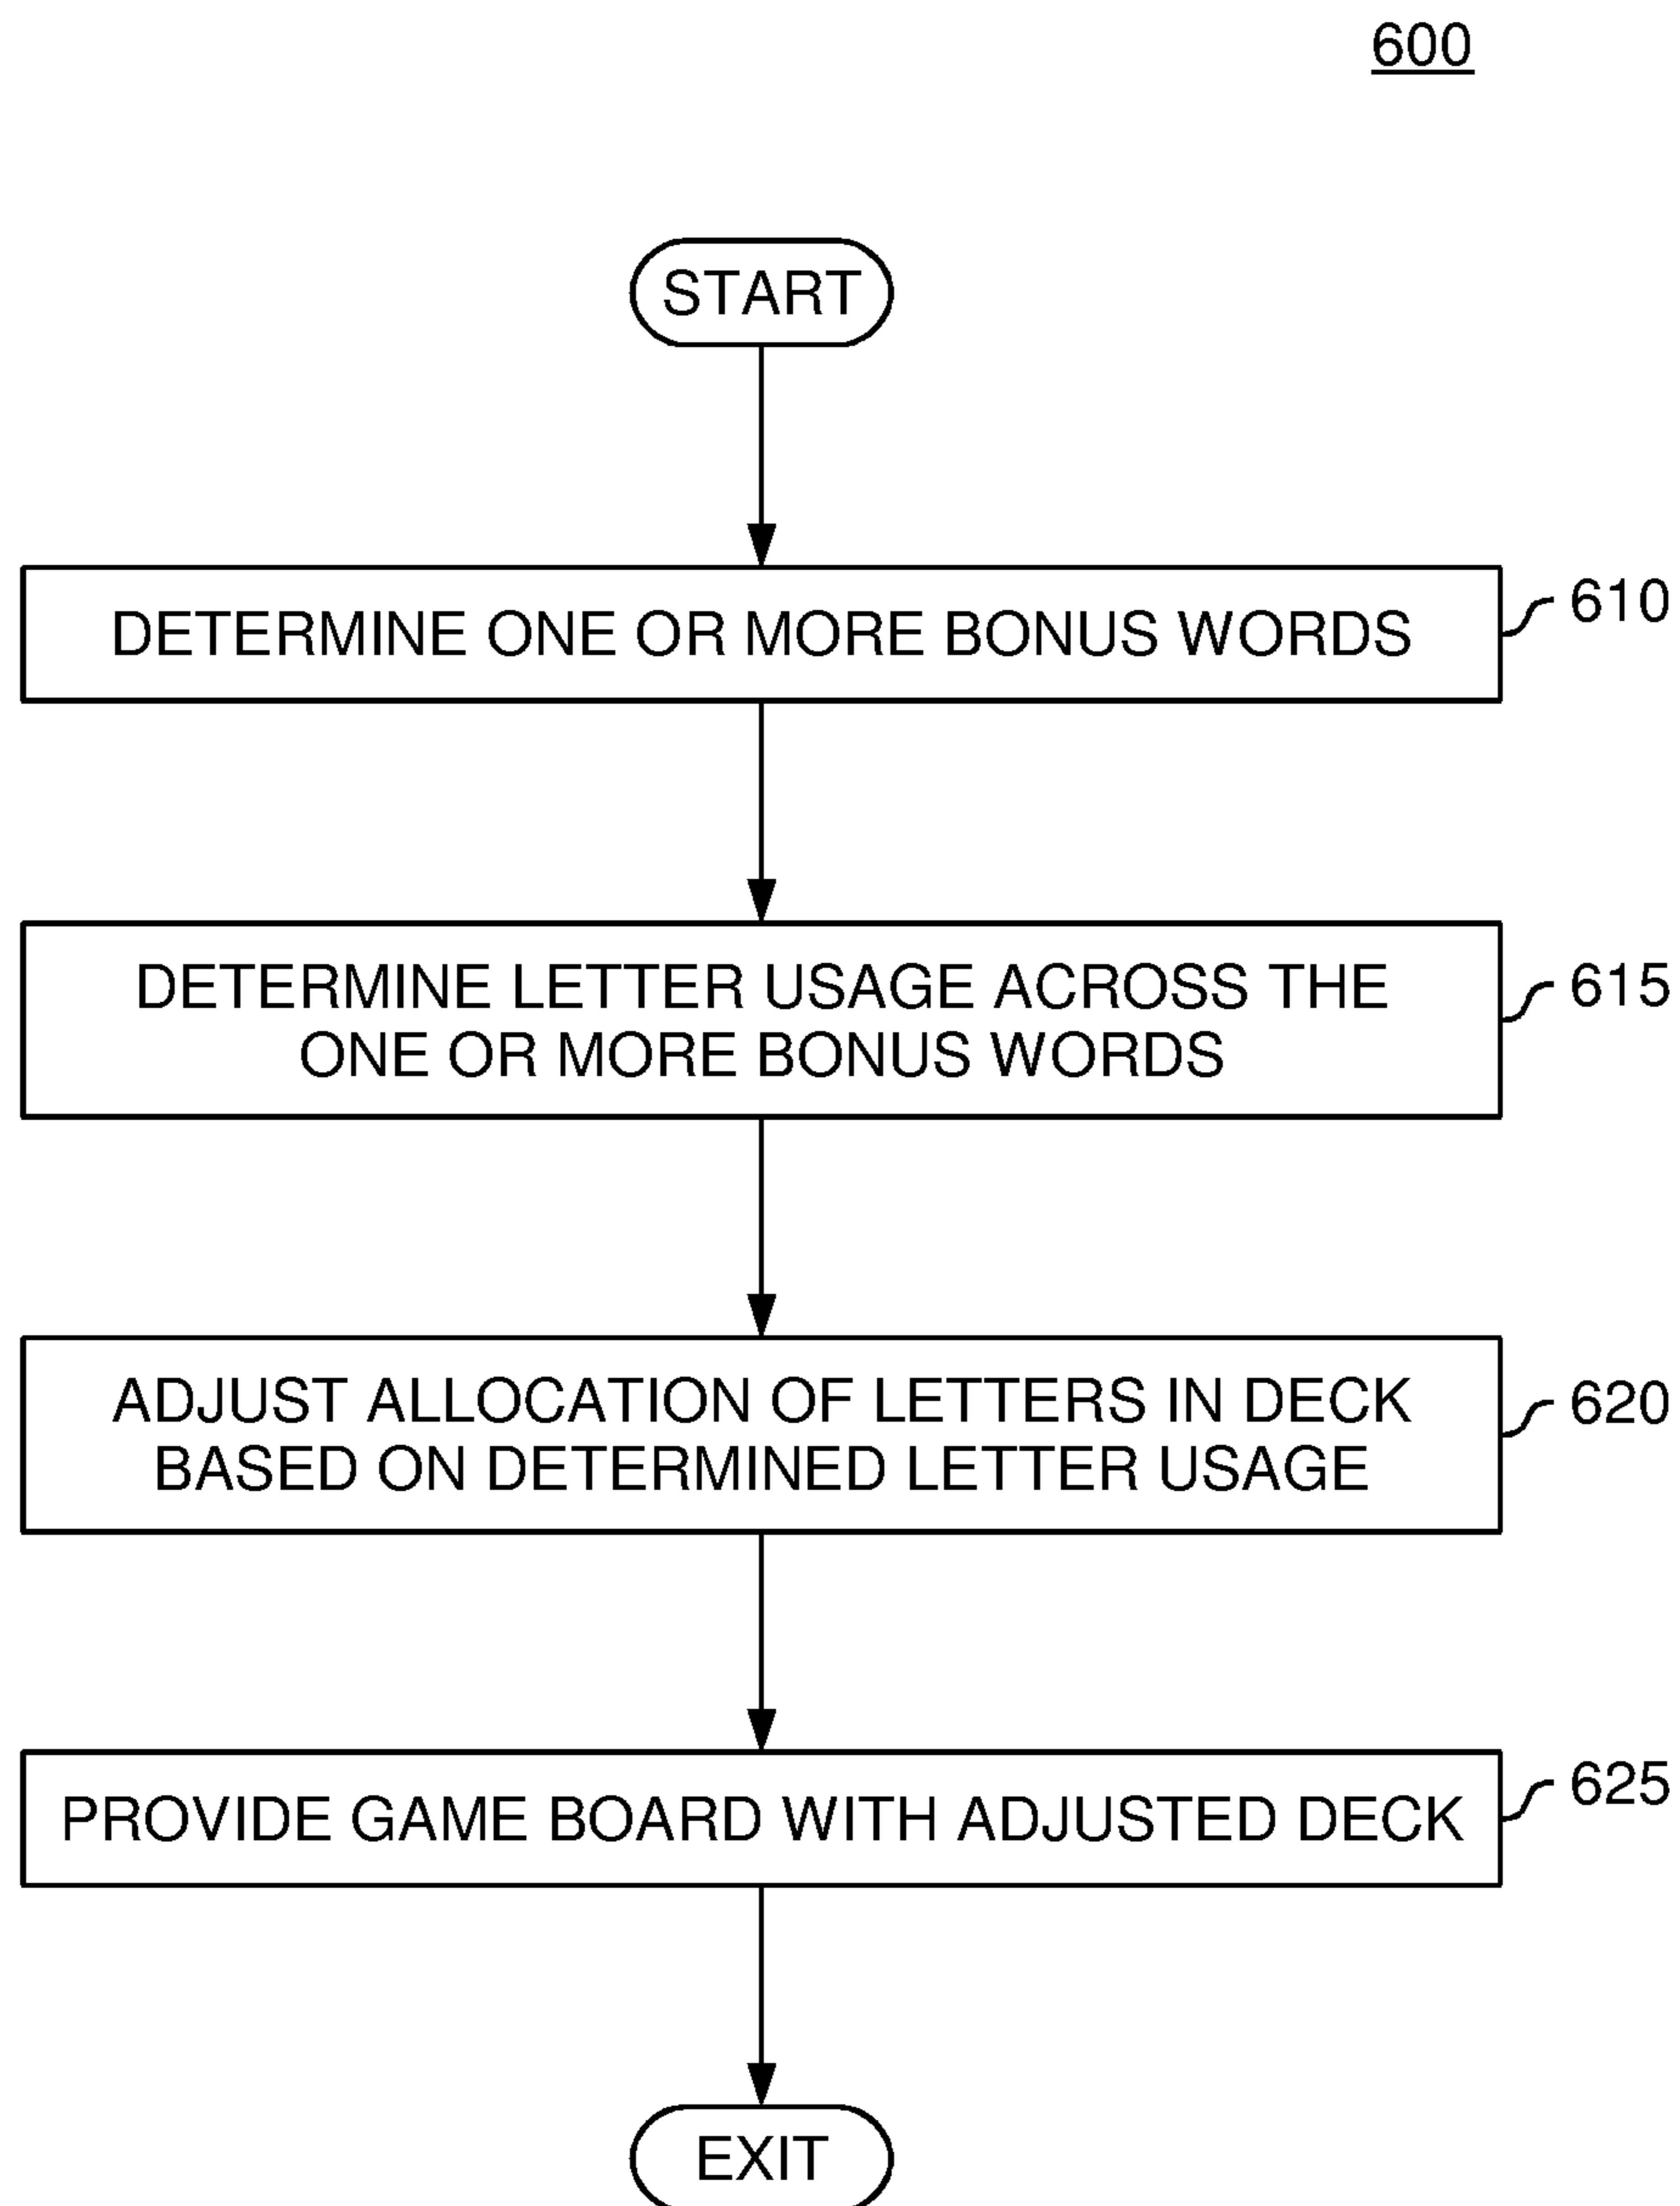 600
START
DETERMINE ONE OR MORE BONUS WORDS
610
DETERMINE LETTER USAGE ACROSS THE
ONE OR MORE BONUS WORDS
615
ADJUST ALLOCATION OF LETTERS IN DECK
BASED ON DETERMINED LETTER USAGE
620
PROVIDE GAME BOARD WITH ADJUSTED DECK
625
EXIT